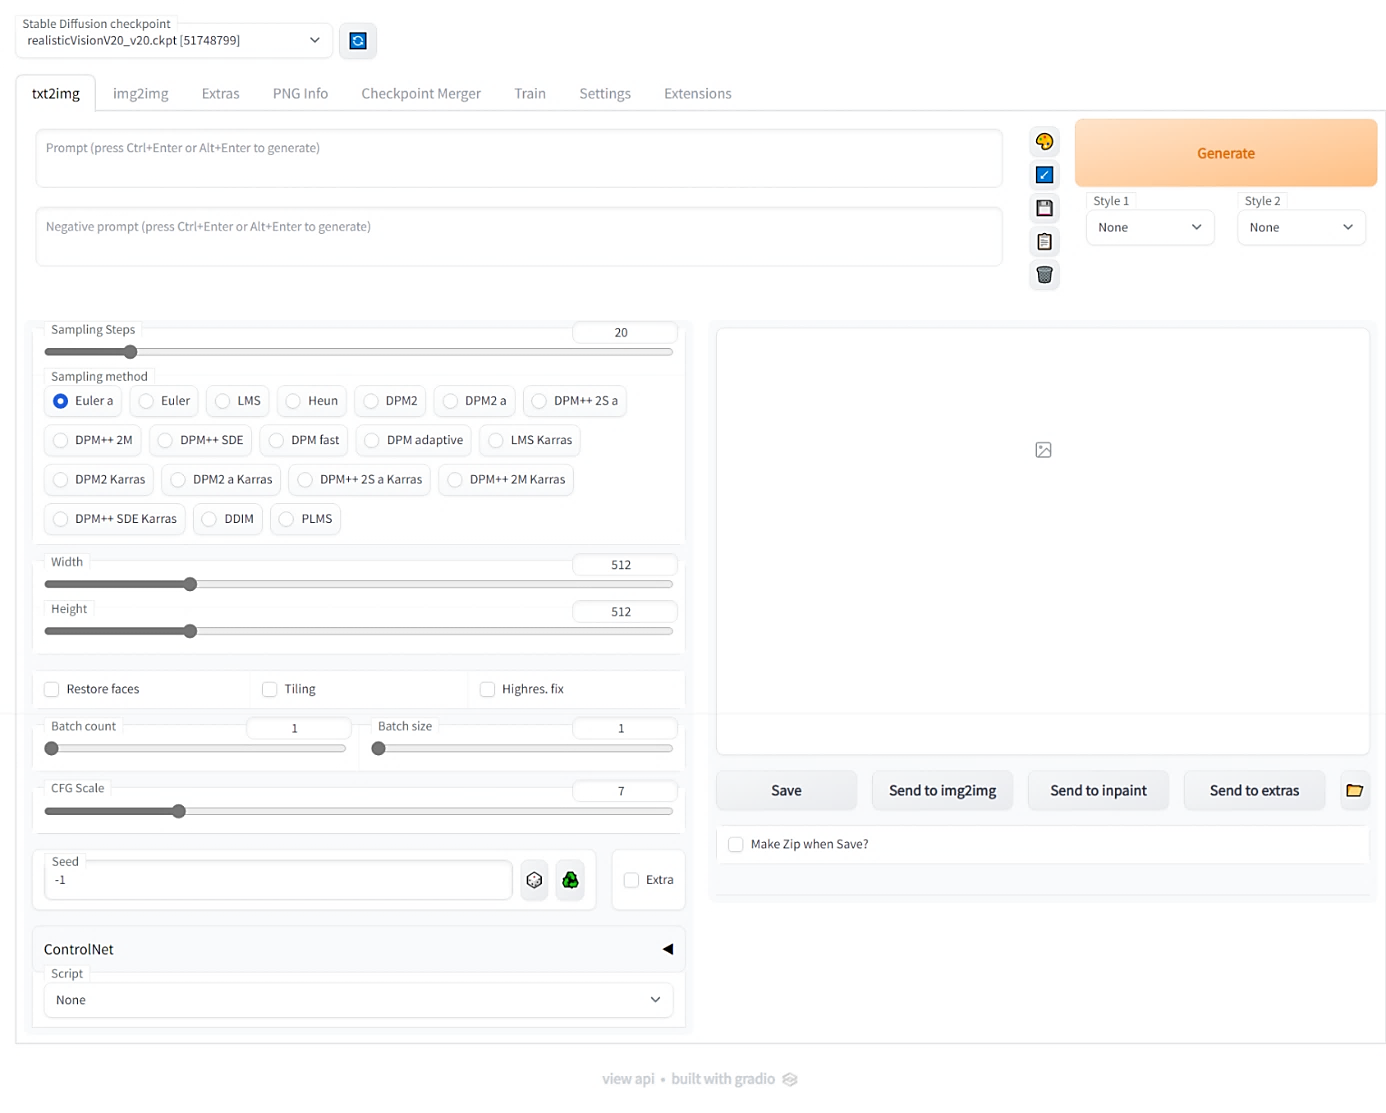 Stable Diffusion checkpoint
realisticVisionV20_v20.ckpt [51748799]
txt2img img2img Extras PNG Info Checkpoint Merger Train Settings Extensions
Prompt (press Ctrl+Enter or Alt+Enter to generate)
Generate
Style 1 Style 2
None None
Negative prompt (press Ctrl+Enter or Alt+Enter to generate)
Sampling Steps 20
Sampling method
Euler a Euler LMS Heun DPM2 DPM2 a DPM++ 2S a
DPM++ 2M DPM++ SDE DPM fast DPM adaptive LMS Karras
DPM2 Karras DPM2 a Karras DPM++ 2S a Karras DPM++ 2M Karras
DPM++ SDE Karras DDIM PLMS
Width 512
Height 512
Restore faces Tiling Highres. fix
Batch count 1 Batch size 1
CFG Scale 7
Seed
-1
Extra
ControlNet
Script
None
Save Send to img2img Send to inpaint Send to extras
Make Zip when Save?
view api • built with gradio